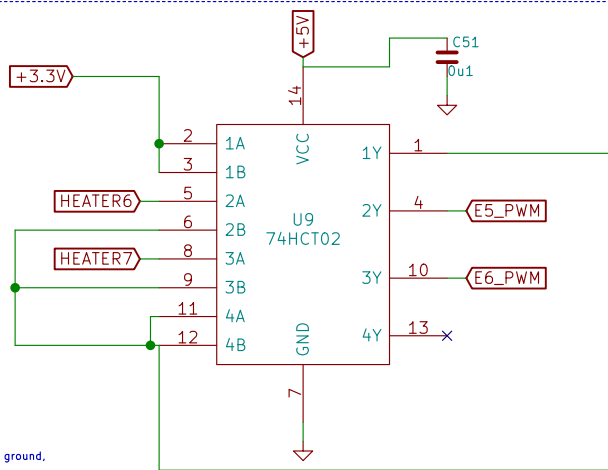 +5V
C51
0u1
+3.3V
14
VCC
2 1A
3 1B
HEATER6 5 2A
6 2B
HEATER7 8 3A
9 3B
11 4A
12 4B
U9
74HCT02
1Y 1
2Y 4 E5_PWM
3Y 10 E6_PWM
4Y 13
GND
7
ground,